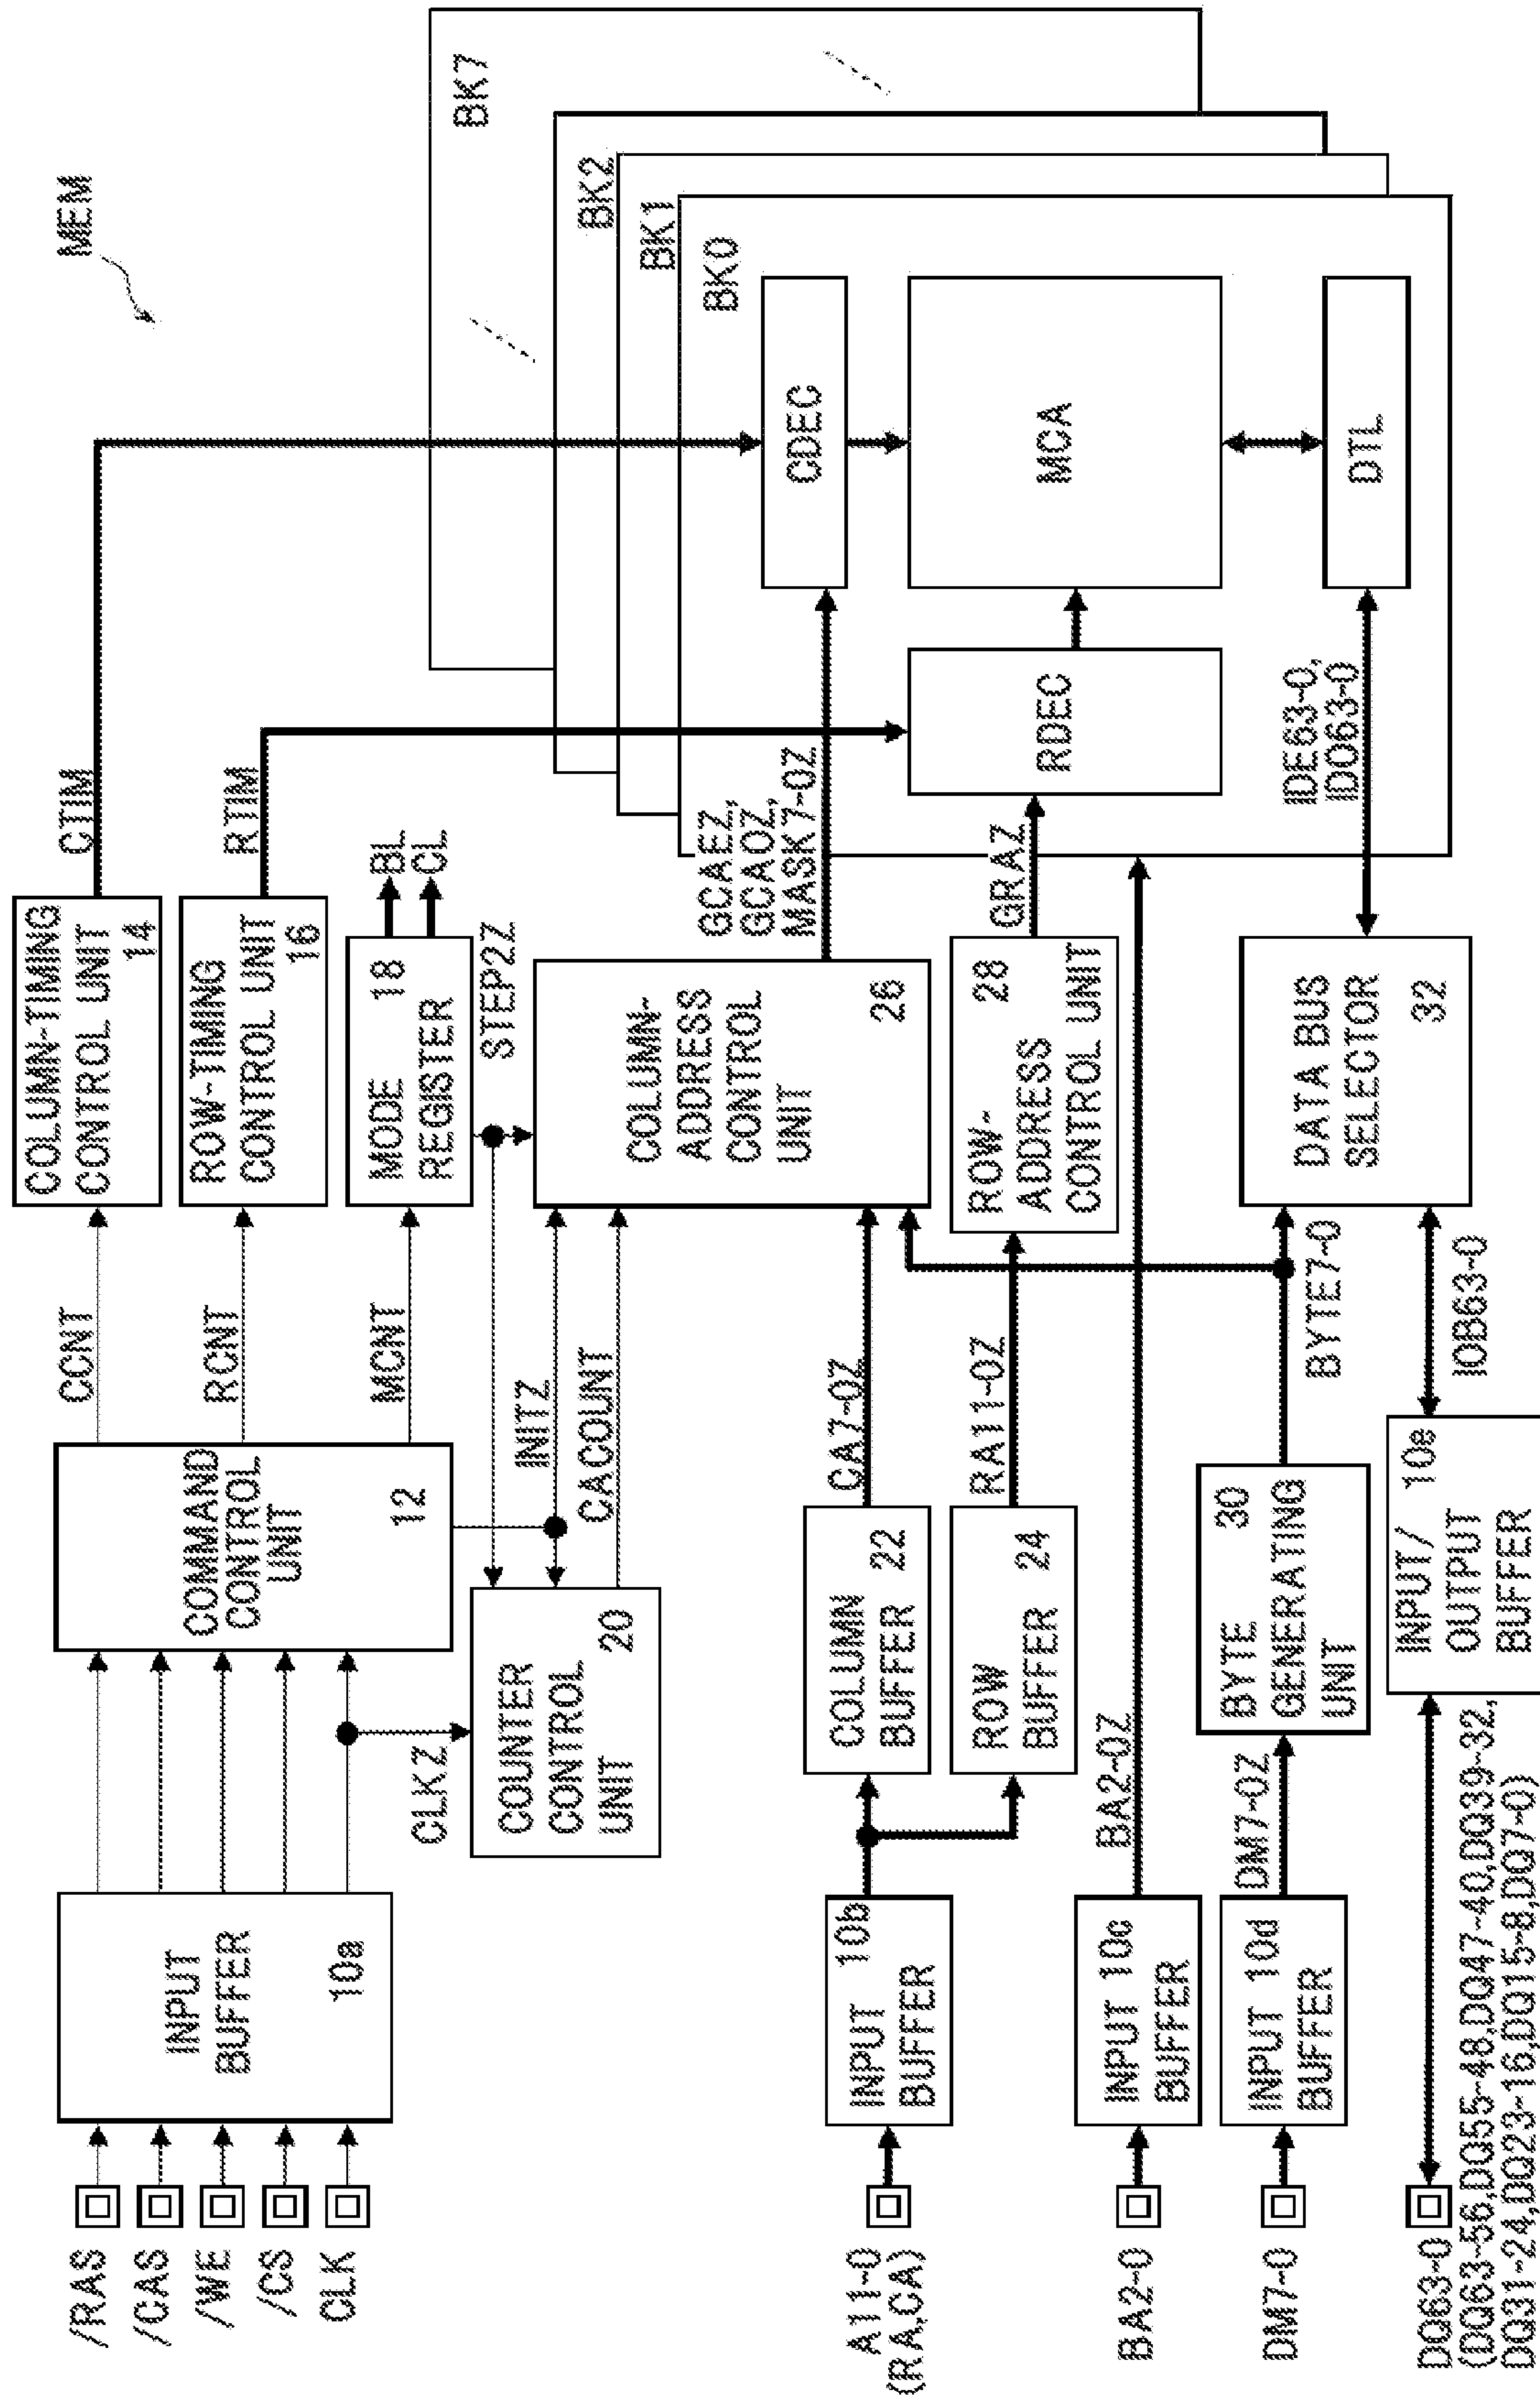 MEM
/RAS
/CAS
/WE
/CS
CLK
INPUT
BUFFER
10a
COMMAND
CONTROL
UNIT
12
CCNT
RCNT
MCNT
COLUMN-TIMING
CONTROL UNIT
14
CTIM
ROW-TIMING
CONTROL UNIT
16
RTIM
MODE 18
REGISTER
BL
CL
STEP2Z
CLKZ
COUNTER
CONTROL
UNIT 20
INITZ
CACOUNT
COLUMN-
ADDRESS
CONTROL
UNIT 26
GCAEZ,
GCAOZ,
MASK7-0Z
A11-0
(RA,CA)
INPUT 10b
BUFFER
COLUMN
BUFFER 22
CA7-0Z
ROW
BUFFER 24
RA11-0Z
ROW- 28
ADDRESS
CONTROL UNIT
GRAZ
BA2-0
INPUT 10c
BUFFER
BA2-0Z
DM7-0
INPUT 10d
BUFFER
DM7-0Z
BYTE 30
GENERATING
UNIT
BYTE7-0
DATA BUS
SELECTOR
32
IDE63-0,
IDO63-0
DQ63-0
(DQ63-56,DQ55-48,DQ47-40,DQ39-32,
DQ31-24,DQ23-16,DQ15-8,DQ7-0)
INPUT/ 10e
OUTPUT
BUFFER
IOB63-0
BK7
BK2
BK1
BK0
CDEC
RDEC
MCA
DTL